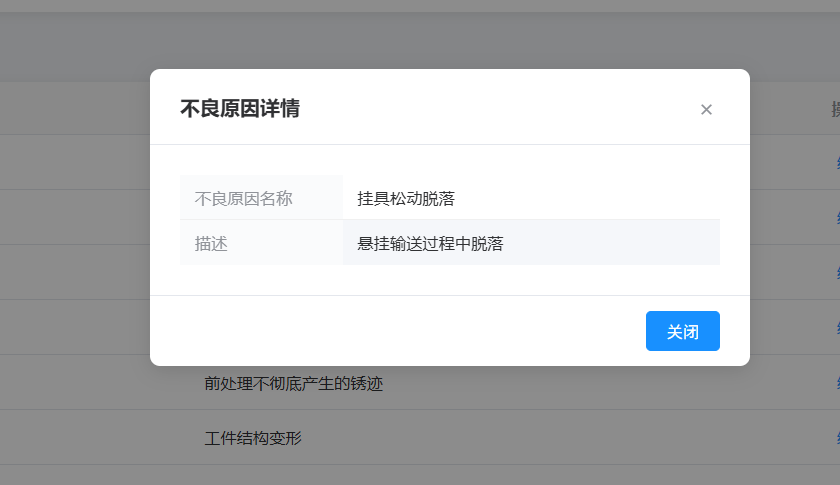 不良原因详情
不良原因名称 挂具松动脱落
描述 悬挂输送过程中脱落
关闭
前处理不彻底产生的锈迹
工件结构变形